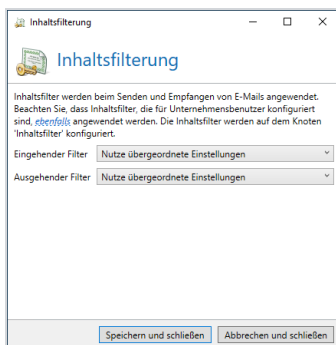 Inhaltsfilterung
Inhaltsfilterung
Inhaltsfilter werden beim Senden und Empfangen von E-Mails angewendet.
Beachten Sie, dass Inhaltsfilter, die für Unternehmensbenutzer konfiguriert
sind, ebenfalls angewendet werden. Die Inhaltsfilter werden auf dem Knoten
'Inhaltsfilter' konfiguriert.
Eingehender Filter Nutze übergeordnete Einstellungen
Ausgehender Filter Nutze übergeordnete Einstellungen
Speichern und schließen Abbrechen und schließen